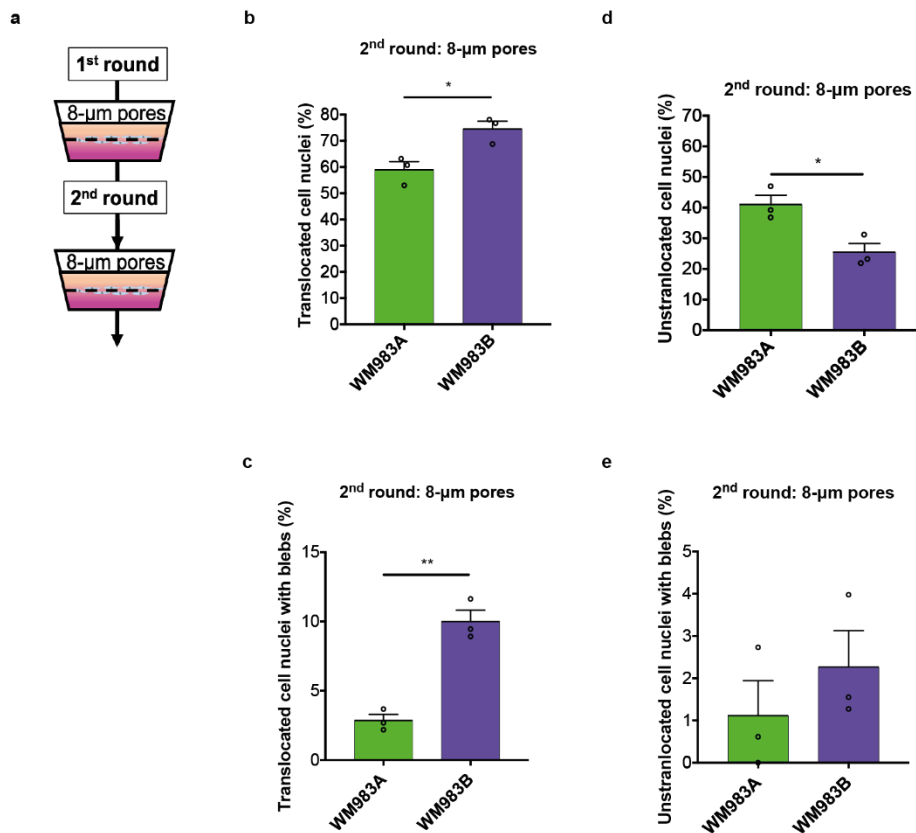 a
1st round
8-µm pores
2nd round
8-µm pores
b
2nd round: 8-µm pores
*
Translocated cell nuclei (%)
80
70
60
50
40
30
20
10
0
WM983A
WM983B
d
2nd round: 8-µm pores
*
Unstranlocated cell nuclei (%)
70
60
50
40
30
20
10
0
WM983A
WM983B
c
2nd round: 8-µm pores
**
Translocated cell nuclei with blebs (%)
15
10
5
0
WM983A
WM983B
e
2nd round: 8-µm pores
Unstranlocated cell nuclei with blebs (%)
5
4
3
2
1
0
WM983A
WM983B